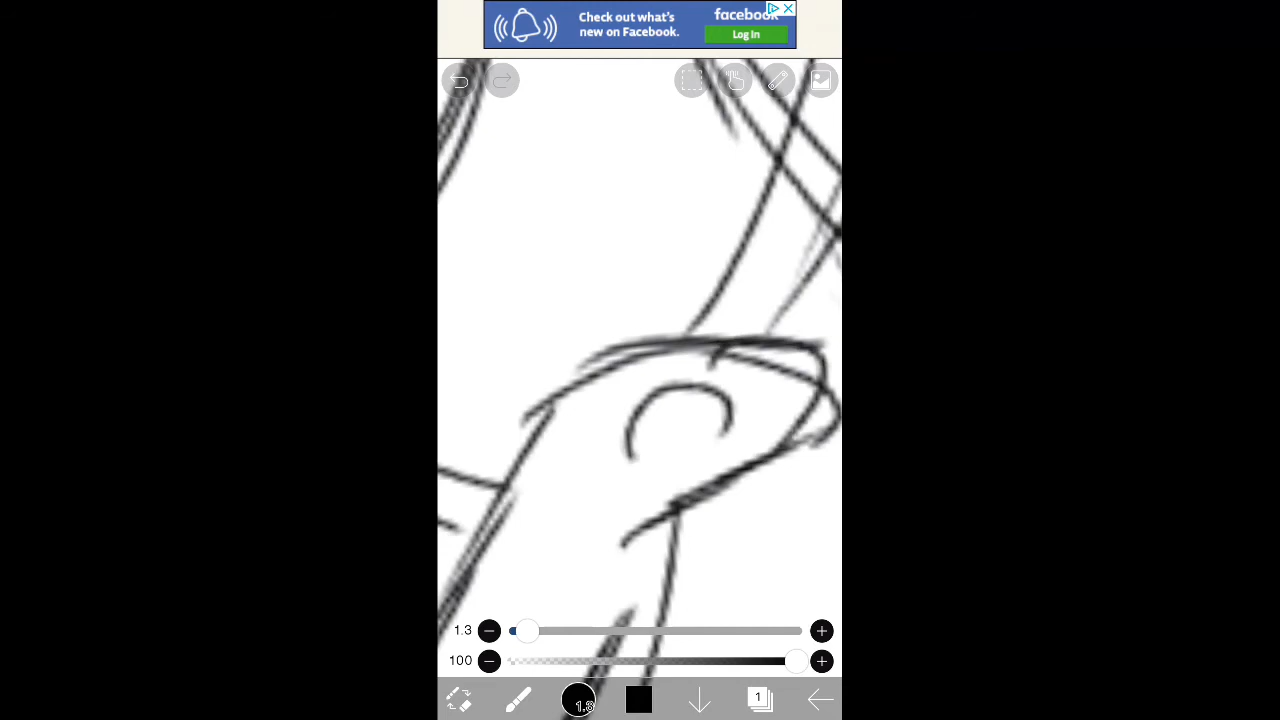 Check out what's
new on Facebook.
facebook
Log In
1.3
100
1.3
1